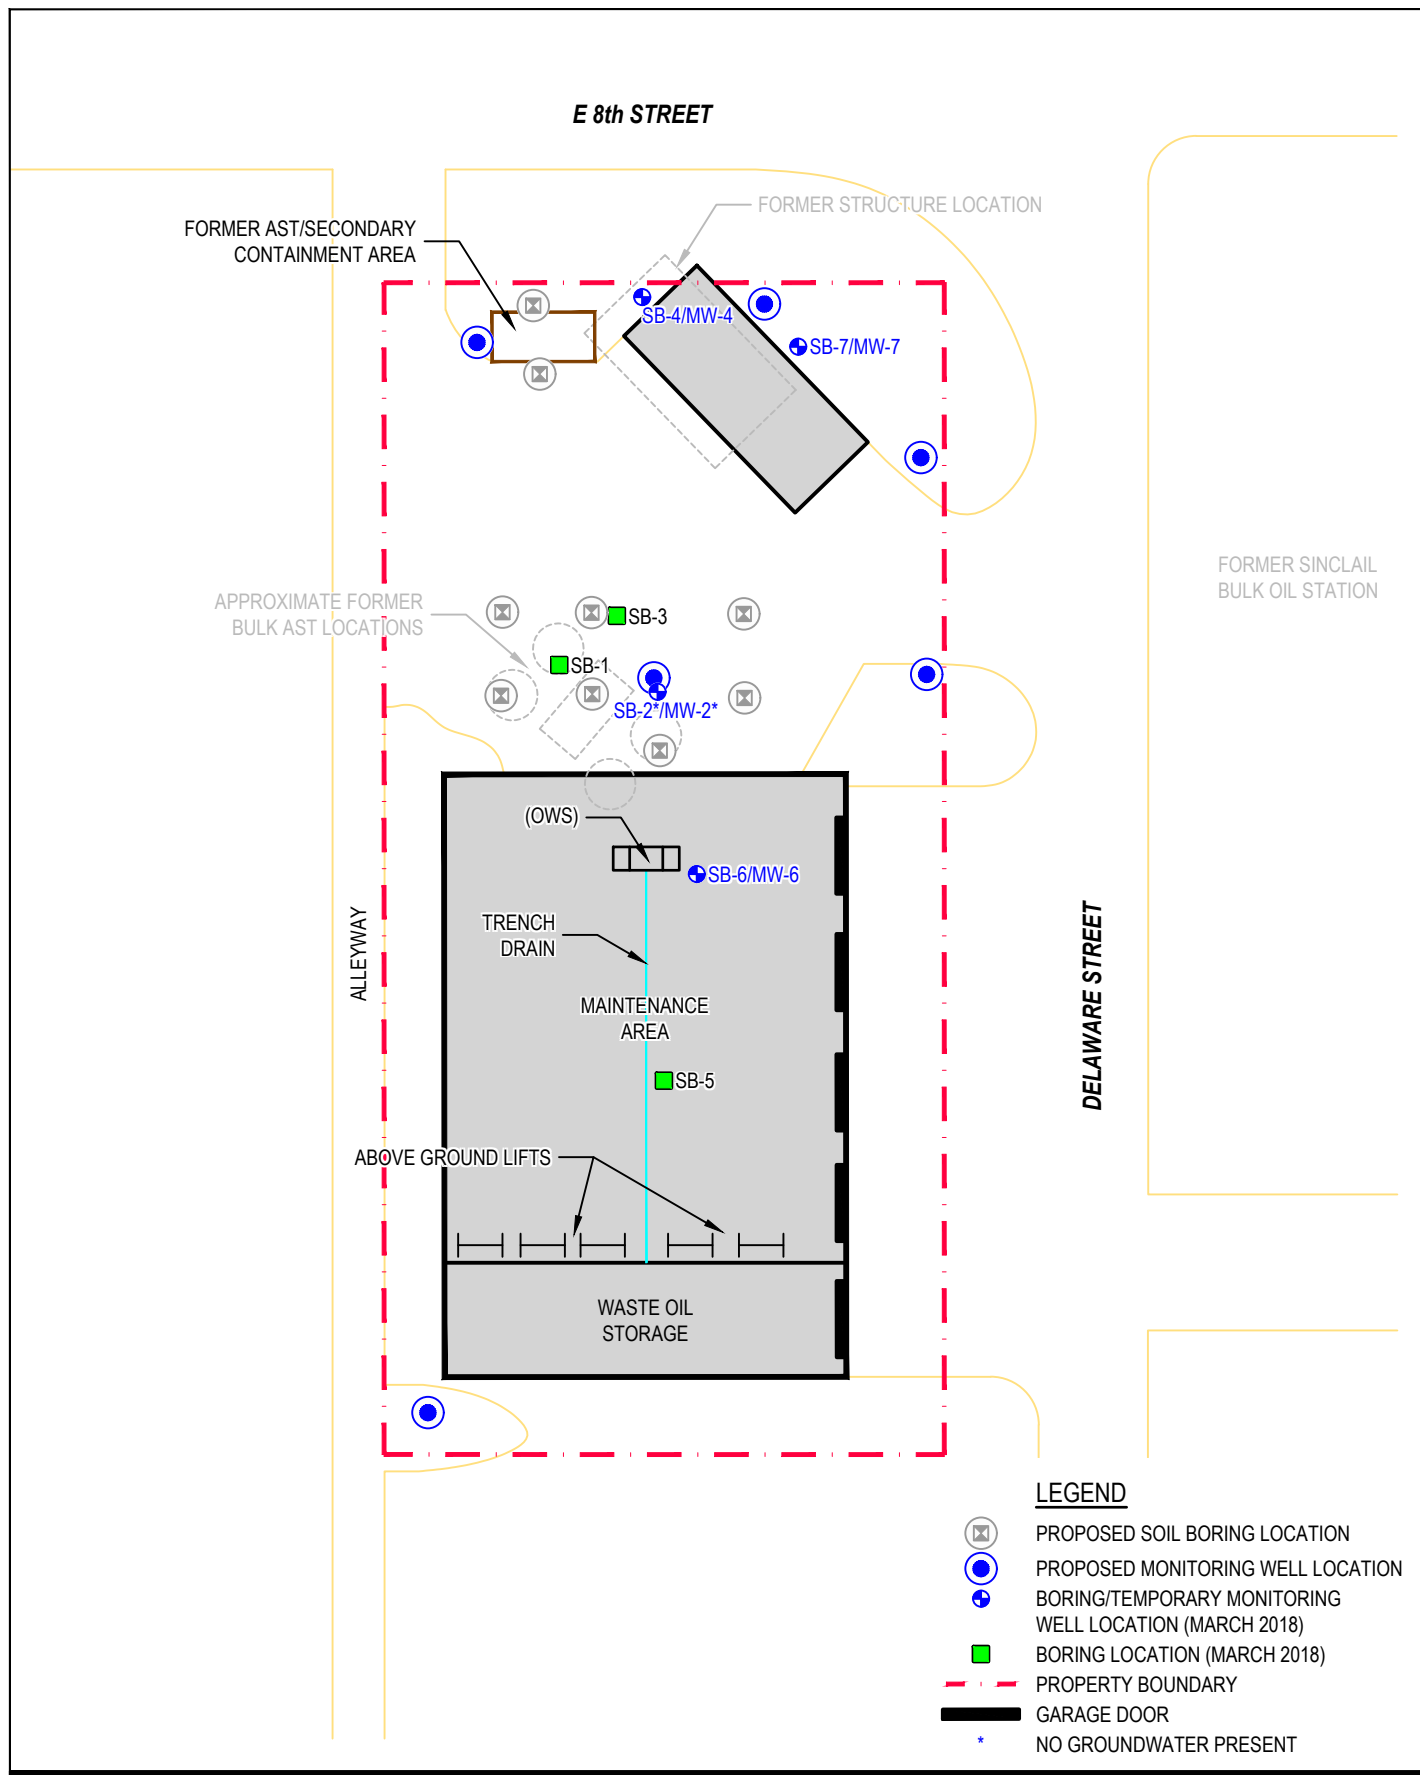 E 8th STREET
FORMER STRUCTURE LOCATION
FORMER AST/SECONDARY
CONTAINMENT AREA
SB-4/MW-4
SB-7/MW-7
FORMER SINCLAIL
BULK OIL STATION
APPROXIMATE FORMER
BULK AST LOCATIONS
SB-3
SB-1
SB-2*/MW-2*
(OWS)
SB-6/MW-6
TRENCH
DRAIN
ALLEYWAY
MAINTENANCE
AREA
DELAWARE STREET
SB-5
ABOVE GROUND LIFTS
WASTE OIL
STORAGE
LEGEND
PROPOSED SOIL BORING LOCATION
PROPOSED MONITORING WELL LOCATION
BORING/TEMPORARY MONITORING
WELL LOCATION (MARCH 2018)
BORING LOCATION (MARCH 2018)
PROPERTY BOUNDARY
GARAGE DOOR
* NO GROUNDWATER PRESENT